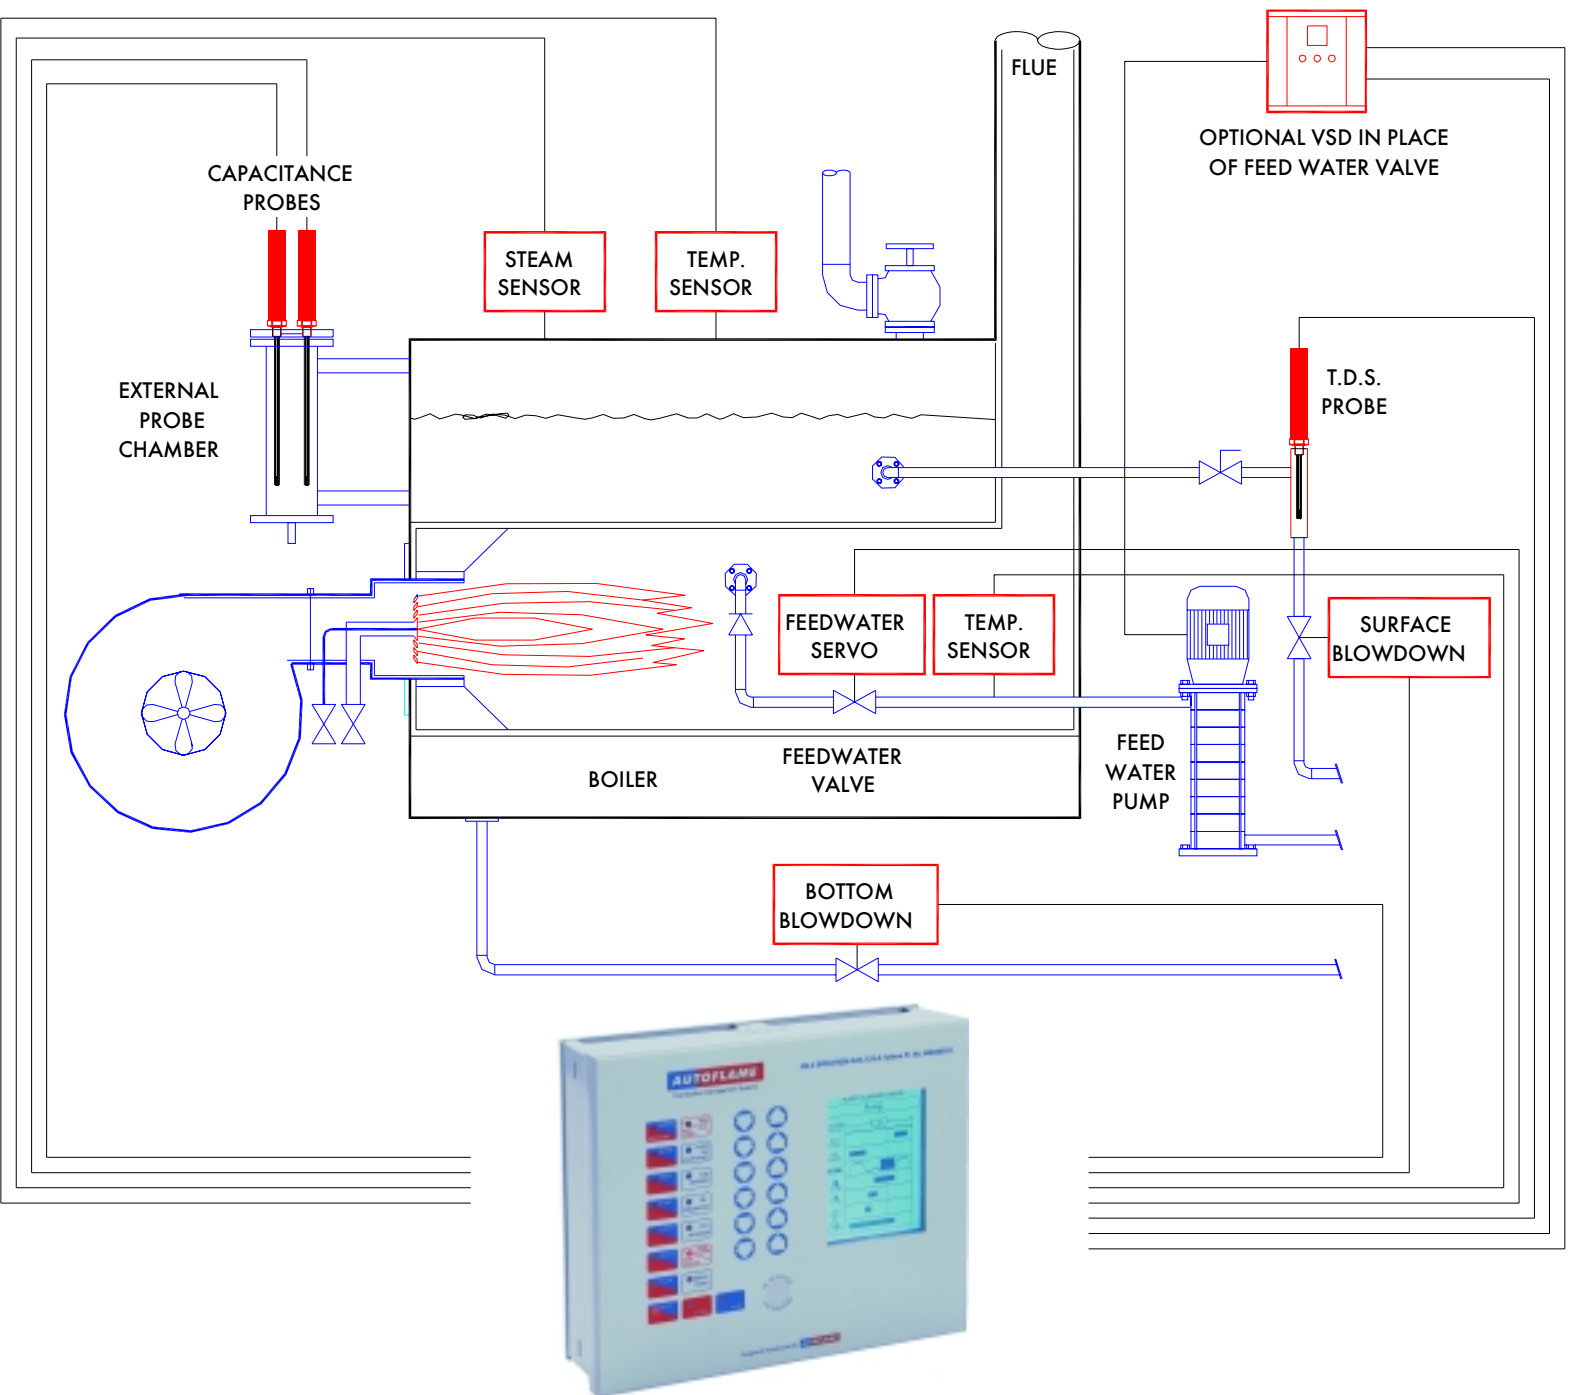 FLUE
OPTIONAL VSD IN PLACE
OF FEED WATER VALVE
CAPACITANCE
PROBES
STEAM
SENSOR
TEMP.
SENSOR
EXTERNAL
PROBE
CHAMBER
T.D.S.
PROBE
FEEDWATER
SERVO
TEMP.
SENSOR
SURFACE
BLOWDOWN
FEED
WATER
PUMP
FEEDWATER
VALVE
BOILER
BOTTOM
BLOWDOWN
AUTOFLAME